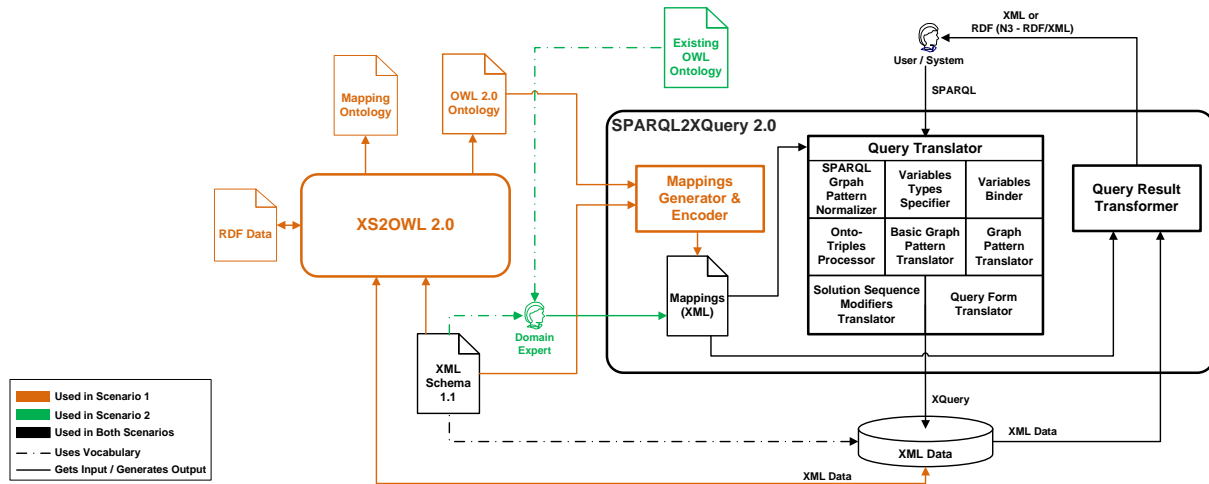 XML or
RDF (N3 - RDF/XML)
User / System
SPARQL
Existing
OWL
Ontology
Mapping
Ontology
OWL 2.0
Ontology
SPARQL2XQuery 2.0
Query Translator
SPARQL
Grpah
Pattern
Normalizer
Variables
Types
Specifier
Variables
Binder
Onto-
Triples
Processor
Basic Graph
Pattern
Translator
Graph
Pattern
Translator
Solution Sequence
Modifiers
Translator
Query Form
Translator
Mappings
Generator &
Encoder
Query Result
Transformer
XS2OWL 2.0
RDF Data
Mappings
(XML)
Domain
Expert
XML
Schema
1.1
XQuery
XML Data
XML Data
XML Data
Used in Scenario 1
Used in Scenario 2
Used in Both Scenarios
Uses Vocabulary
Gets Input / Generates Output